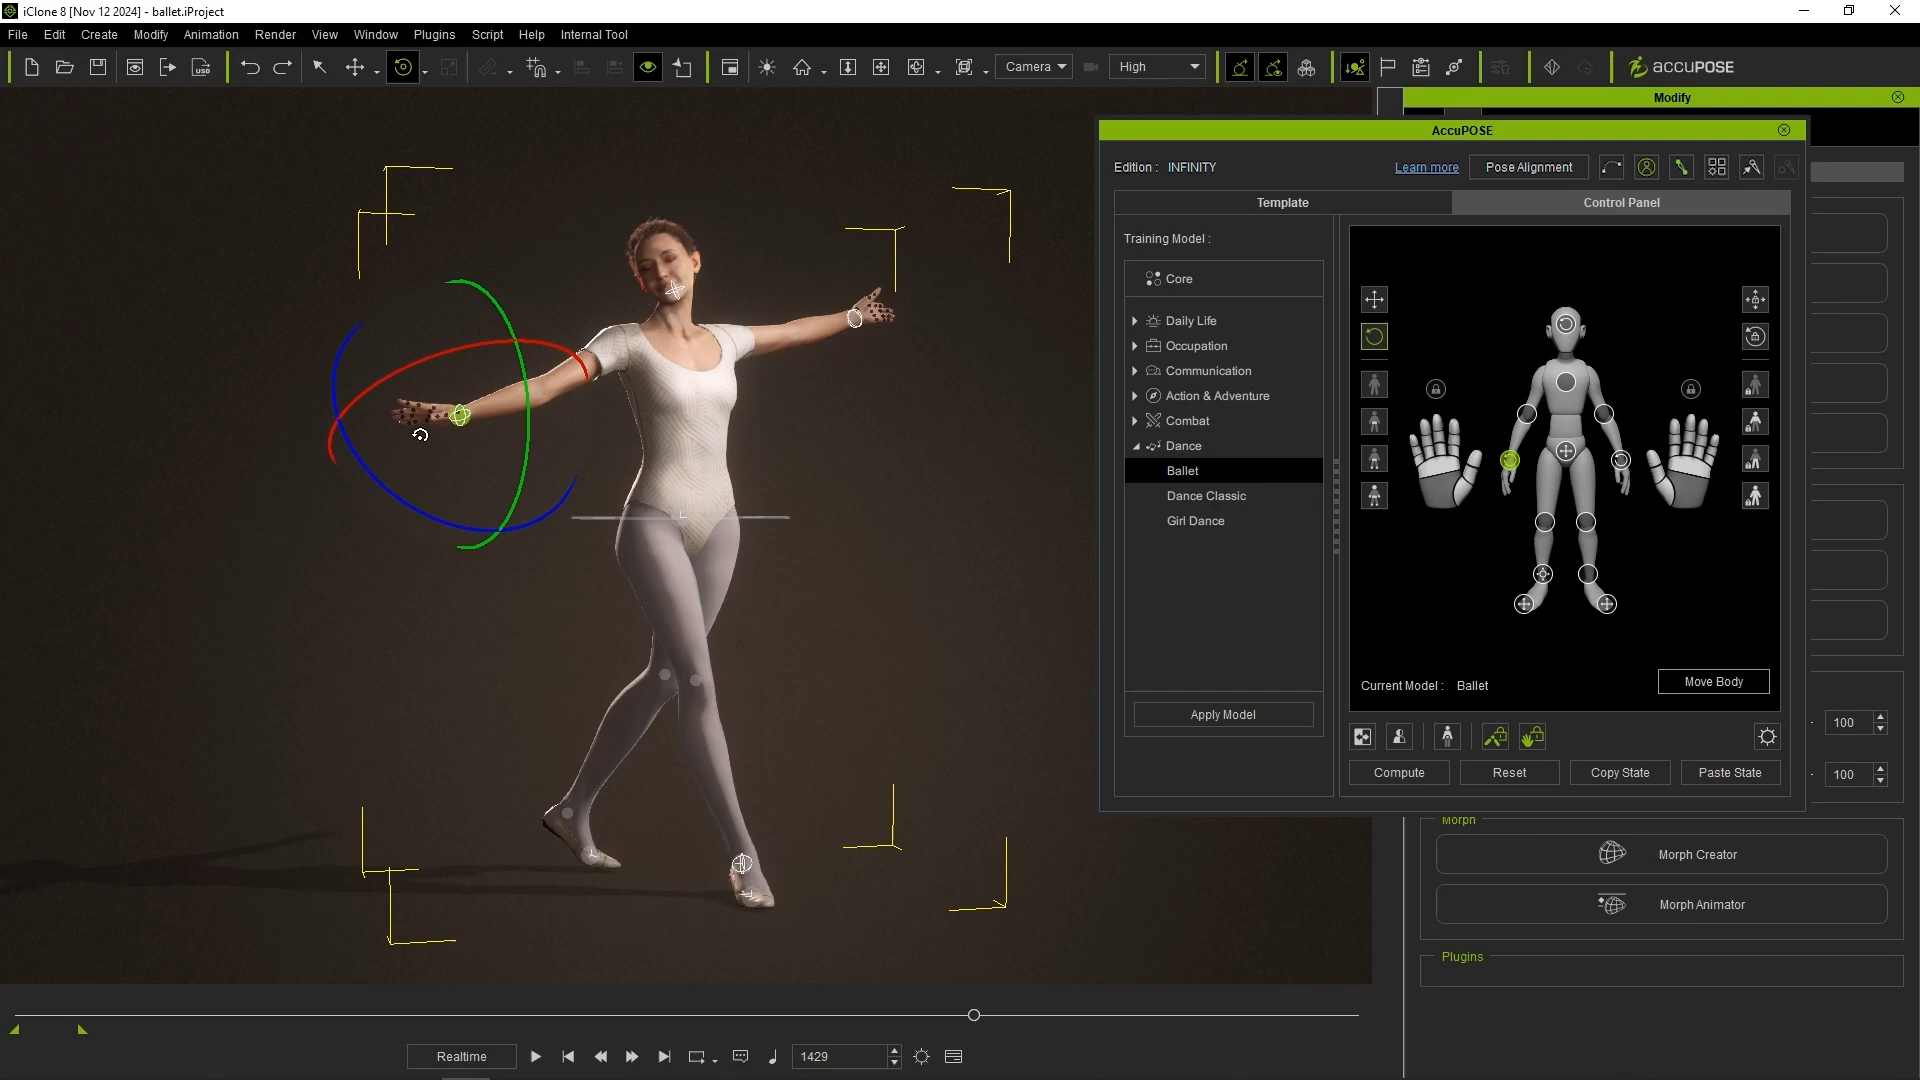 iClone 8 [Nov 12 2024] - ballet.iProject
File Edit Create Modify Animation Render View Window Plugins Script Help Internal Tool
USD
Camera
High
accuPOSE
Modify
AccuPOSE
Edition : INFINITY
Learn more
Pose Alignment
Template
Control Panel
Training Model :
Core
Daily Life
Occupation
Communication
Action & Adventure
Combat
Dance
Ballet
Dance Classic
Girl Dance
Apply Model
Current Model : Ballet
Move Body
Compute
Reset
Copy State
Paste State
100
100
Morph
Morph Creator
Morph Animator
Plugins
Realtime
1429